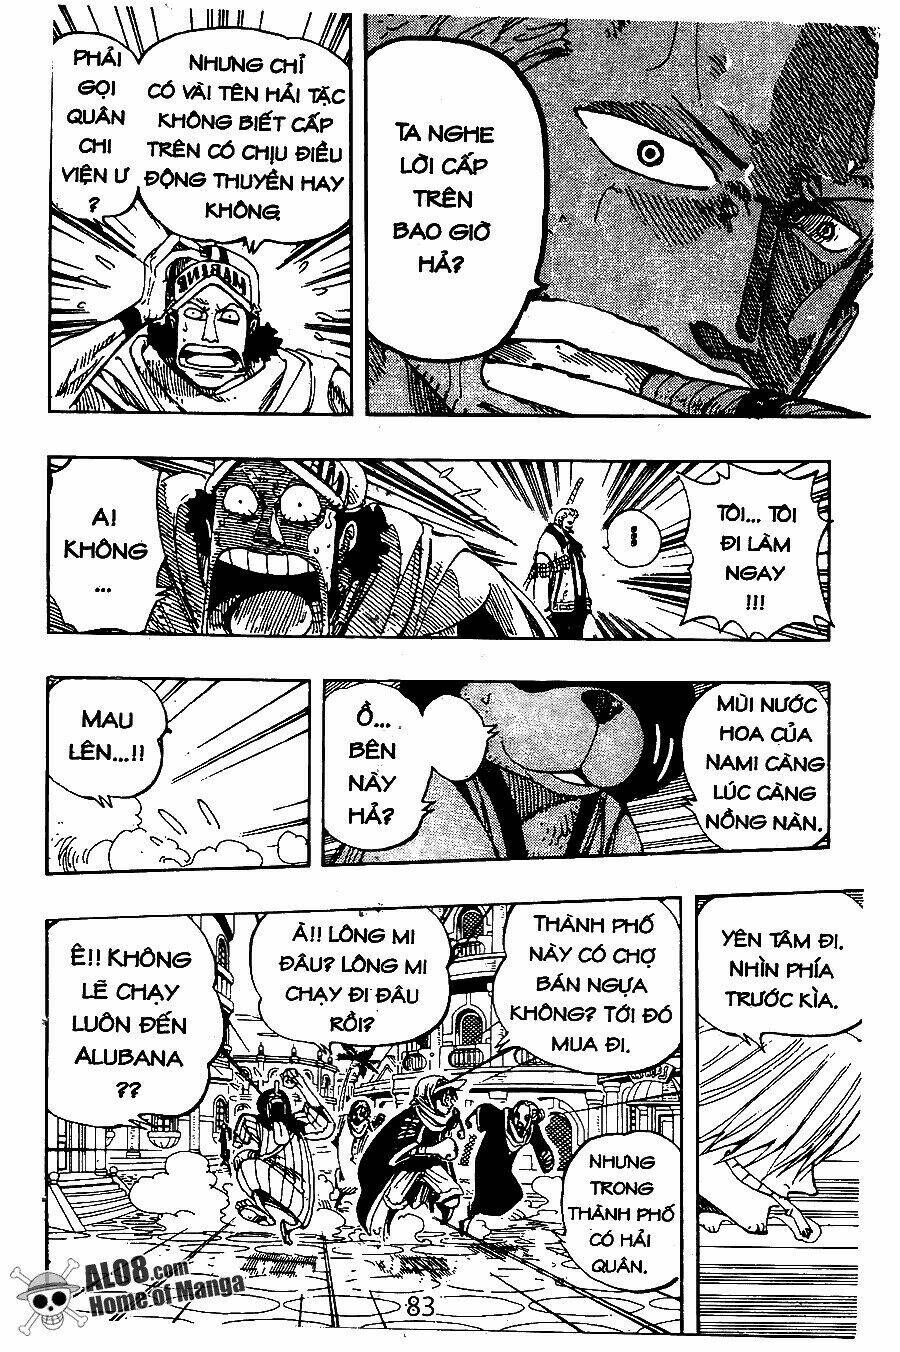 PHẢI
GỌI
QUÂN
CHI
VIỆN Ư
?
NHƯNG CHỈ
CÓ VÀI TÊN HẢI TẶC
KHÔNG BIẾT CẤP
TRÊN CÓ CHỊU ĐIỀU
ĐỘNG THUYỀN HAY
KHÔNG.
MARINE
TA NGHE
LỜI CẤP
TRÊN
BAO GIỜ
HẢ?
AI
KHÔNG
...
!!!
TÔI... TÔI
ĐI LÀM
NGAY
!!!
MAU
LÊN...!!
Ồ...
BÊN
NÀY
HẢ?
MÙI NƯỚC
HOA CỦA
NAMI CÀNG
LÚC CÀNG
NỒNG NÀN.
Ê!! KHÔNG
LẼ CHẠY
LUÔN ĐẾN
ALUBANA
??
À!! LÔNG MI
ĐÂU? LÔNG MI
CHẠY ĐI ĐÂU
RỒI?
THÀNH PHỐ
NÀY CÓ CHỢ
BÁN NGỰA
KHÔNG? TỚI ĐÓ
MUA ĐI.
YÊN TÂM ĐI.
NHÌN PHÍA
TRƯỚC KÌA.
NHƯNG
TRONG
THÀNH PHỐ
CÓ HẢI
QUÂN.
AL08.com
Home of Manga
83